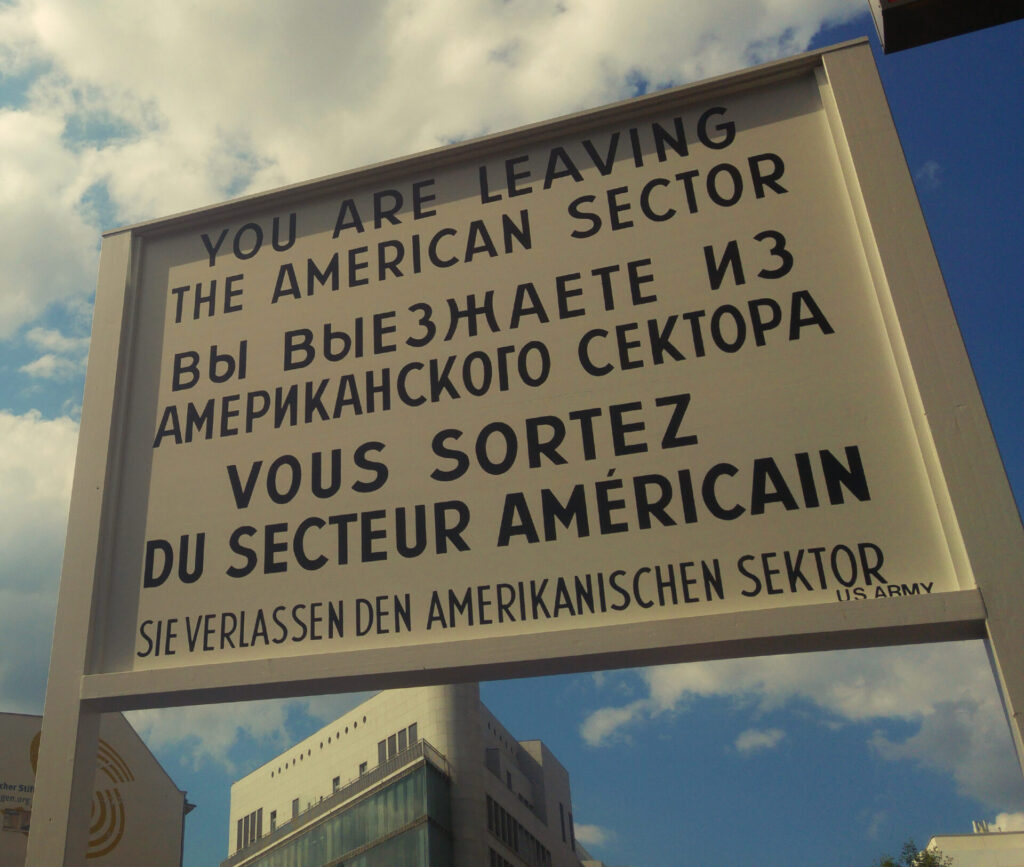 YOU ARE LEAVING
THE AMERICAN SECTOR
ВЫ ВЫЕЗЖАЕТЕ ИЗ
АМЕРИКАНСКОГО СЕКТОРА
VOUS SORTEZ
DU SECTEUR AMÉRICAIN
SIE VERLASSEN DEN AMERIKANISCHEN SEKTOR
US ARMY